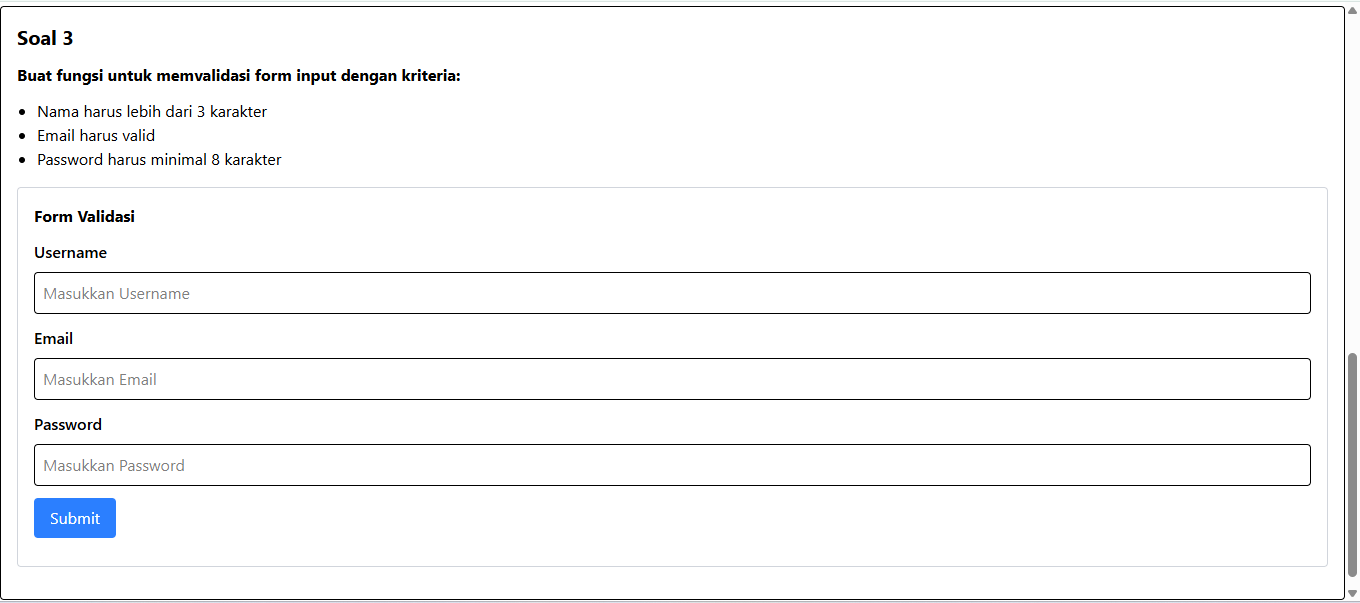 Soal 3
Buat fungsi untuk memvalidasi form input dengan kriteria:
Nama harus lebih dari 3 karakter
Email harus valid
Password harus minimal 8 karakter
Form Validasi
Username
Masukkan Username
Email
Masukkan Email
Password
Masukkan Password
Submit